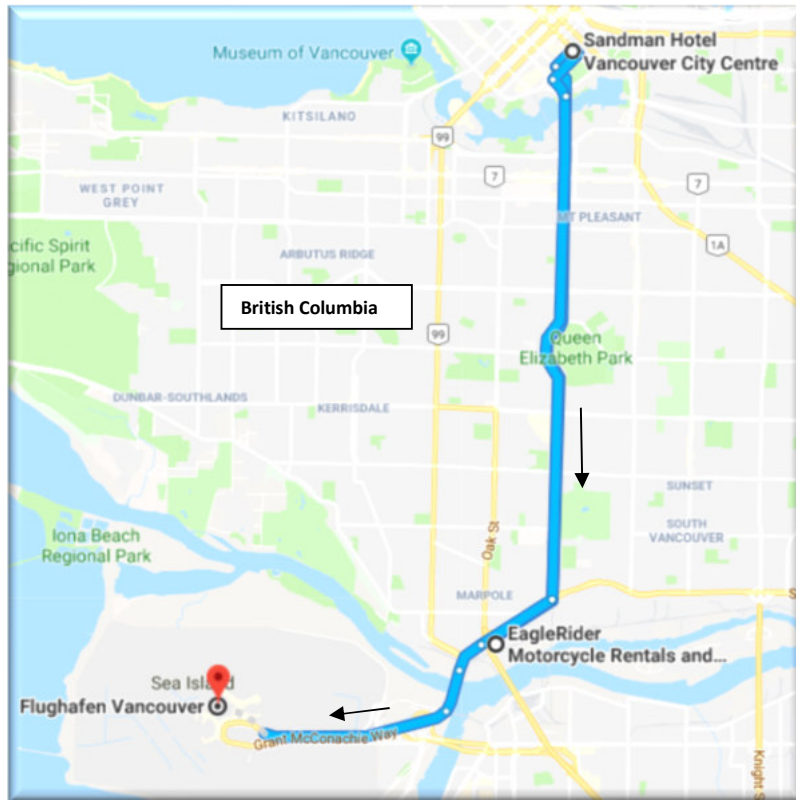 Sandman Hotel
Vancouver City Centre
Museum of Vancouver
KITSILANO
99
7
7
WEST POINT
GREY
MT PLEASANT
1A
cific Spirit
gional Park
ARBUTUS RIDGE
British Columbia
99
Queen
Elizabeth Park
DUNBAR-SOUTHLANDS
KERRISDALE
SUNSET
Oak St
SOUTH
VANCOUVER
Iona Beach
Regional Park
MARPOLE
S
EagleRider
Motorcycle Rentals and...
Sea Island
Flughafen Vancouver
Grant McConachie Way
Knight S